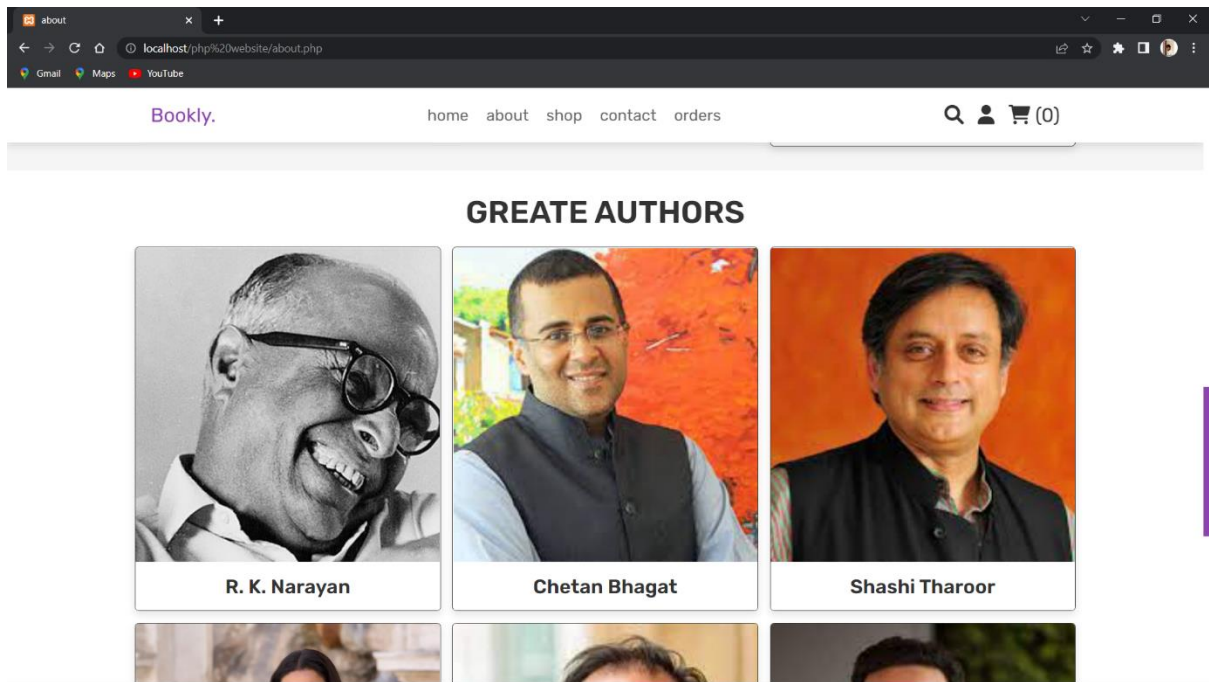 about
localhost/php%20website/about.php
Gmail Maps YouTube
Bookly. home about shop contact orders (0)
GREATE AUTHORS
R. K. Narayan Chetan Bhagat Shashi Tharoor